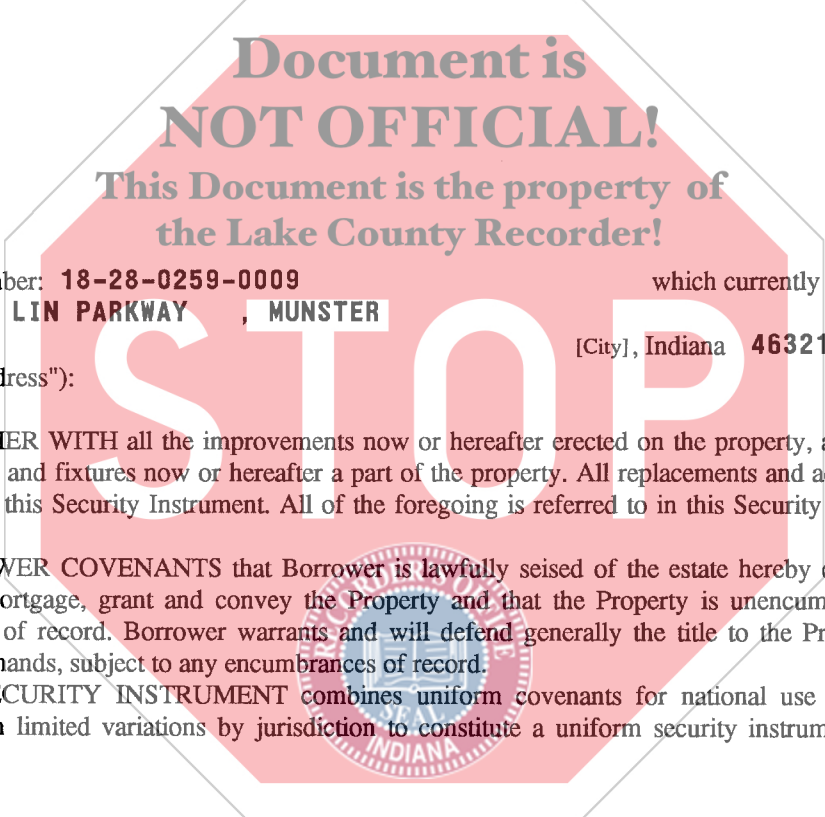 Document is
NOT OFFICIAL!
This Document is the property of
the Lake County Recorder!
ber: 18-28-0259-0009 which currently
LIN PARKWAY , MUNSTER
[City], Indiana 46321
dress"):
STOP
ER WITH all the improvements now or hereafter erected on the property, a
and fixtures now or hereafter a part of the property. All replacements and a
this Security Instrument. All of the foregoing is referred to in this Security
WER COVENANTS that Borrower is lawfully seised of the estate hereby
ortgage, grant and convey the Property and that the Property is unencum
of record. Borrower warrants and will defend generally the title to the Pr
ands, subject to any encumbrances of record.
CURITY INSTRUMENT combines uniform covenants for national use
limited variations by jurisdiction to constitute a uniform security instrum
RECORDER'S OFFICE
SEAL
INDIANA